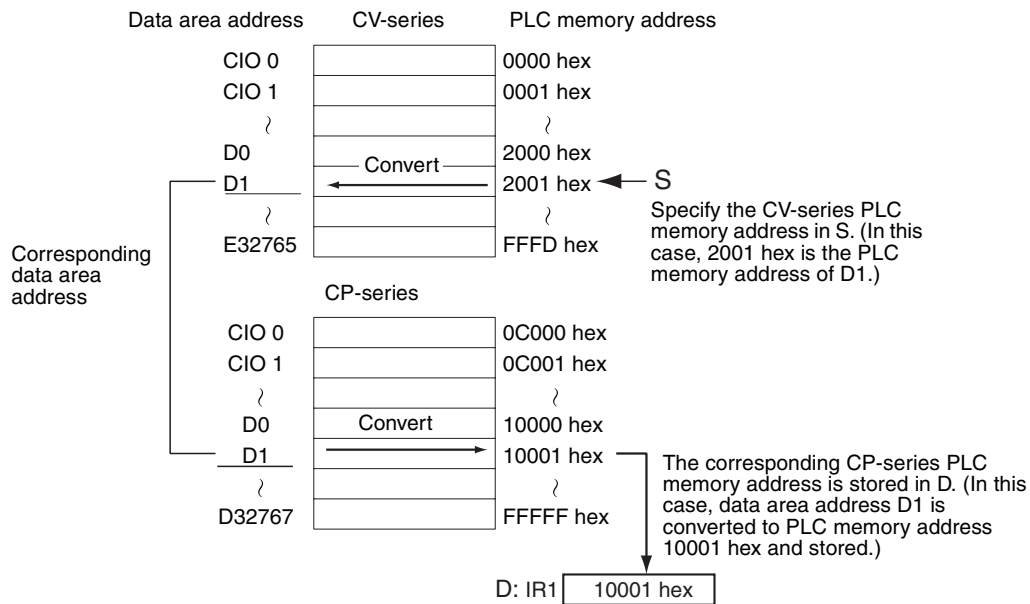 Data area address CV-series PLC memory address
CIO 0 0000 hex
CIO 1 0001 hex
D0 2000 hex
Convert
D1 2001 hex S
Specify the CV-series PLC
memory address in S. (In this
case, 2001 hex is the PLC
memory address of D1.)
E32765 FFFD hex
Corresponding
data area
address
CP-series
CIO 0 0C000 hex
CIO 1 0C001 hex
D0 Convert 10000 hex
D1 10001 hex
The corresponding CP-series PLC
memory address is stored in D. (In this
case, data area address D1 is
converted to PLC memory address
10001 hex and stored.)
D32767 FFFFF hex
D: IR1 10001 hex